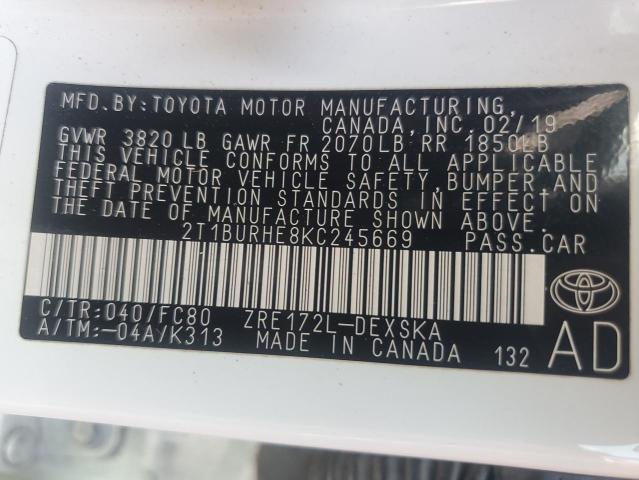 MFD. BY: TOYOTA MOTOR MANUFACTURING,
CANADA, INC. 02/19
GVWR 3820 LB GAWR FR 2070LB RR 1850LB
THIS VEHICLE CONFORMS TO ALL APPLICABLE
FEDERAL MOTOR VEHICLE SAFETY, BUMPER, AND
THEFT PREVENTION STANDARDS IN EFFECT ON
THE DATE OF MANUFACTURE SHOWN ABOVE.
2T1BURHE8KC245669 PASS. CAR
C/TR: 040/FC80 ZRE172L-DEXSKA
A/TM: -04A/K313 MADE IN CANADA 132
AD